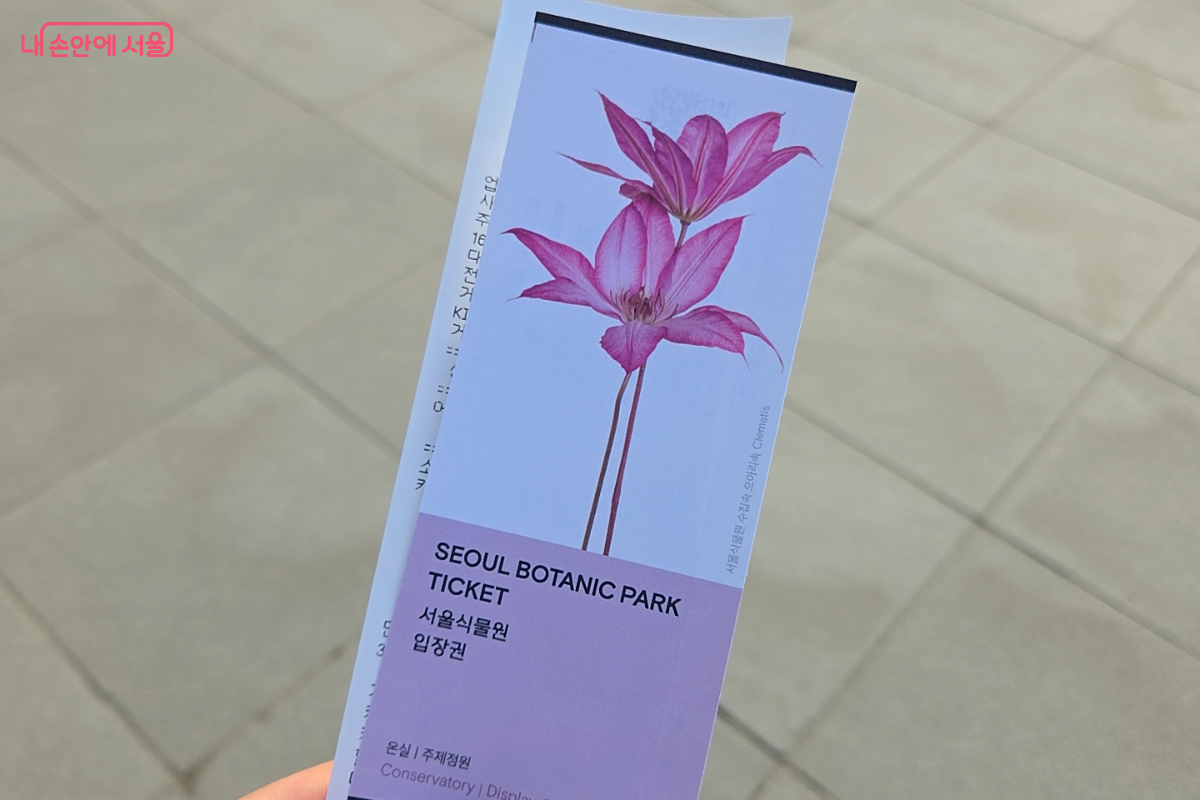 내 손안에 서울
서울식물원 수집속 으아리속 Clematis
SEOUL BOTANIC PARK
TICKET
서울식물원
입장권
온실 | 주제정원
Conservatory | Display